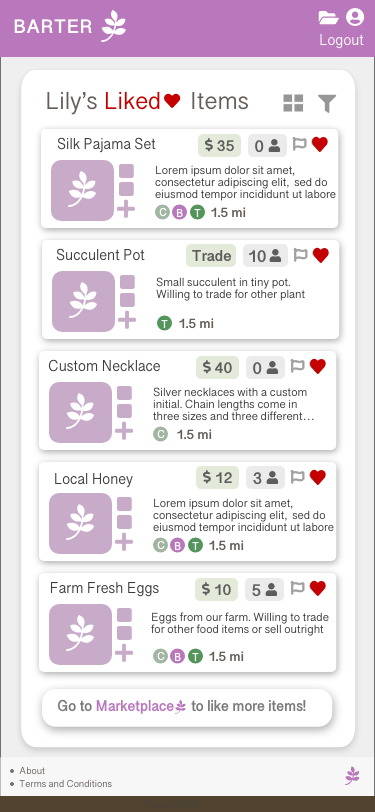 BARTER
Logout
Lily's Liked Items
Silk Pajama Set $ 35 0
Lorem ipsum dolor sit amet,
consectetur adipiscing elit, sed do
eiusmod tempor incididunt ut labore
C B T 1.5 mi
Succulent Pot Trade 10
Small succulent in tiny pot.
Willing to trade for other plant
T 1.5 mi
Custom Necklace $ 40 0
Silver necklaces with a custom
initial. Chain lengths come in
three sizes and three different...
C 1.5 mi
Local Honey $ 12 3
Lorem ipsum dolor sit amet,
consectetur adipiscing elit, sed do
eiusmod tempor incididunt ut labore
C B T 1.5 mi
Farm Fresh Eggs $ 10 5
Eggs from our farm. Willing to trade
for other food items or sell outright
C B T 1.5 mi
Go to Marketplace to like more items!
• About
• Terms and Conditions